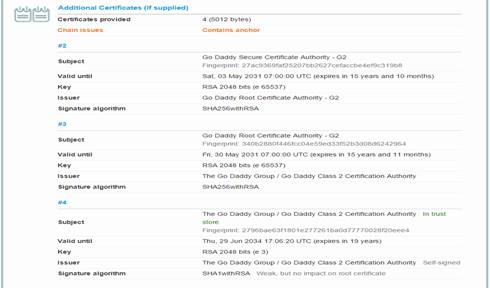 Additional Certificates (if supplied)
Certificates provided 4 (5012 bytes)
Chain issues Contains anchor
#2
Subject Go Daddy Secure Certificate Authority - G2
Fingerprint: 27ac9369faf25207bb2627cefaccbe4ef9c319b8
Valid until Sat, 03 May 2031 07:00:00 UTC (expires in 15 years and 10 months)
Key RSA 2048 bits (e 65537)
Issuer Go Daddy Root Certificate Authority - G2
Signature algorithm SHA256withRSA
#3
Subject Go Daddy Root Certificate Authority - G2
Fingerprint: 340b2880f446fcc04e59ed33f52b3d08d6242964
Valid until Fri, 30 May 2031 07:00:00 UTC (expires in 15 years and 11 months)
Key RSA 2048 bits (e 65537)
Issuer The Go Daddy Group / Go Daddy Class 2 Certification Authority
Signature algorithm SHA256withRSA
#4
Subject The Go Daddy Group / Go Daddy Class 2 Certification Authority In trust
store
Fingerprint: 2796bae63f1801e277261ba0d77770028f20eee4
Valid until Thu, 29 Jun 2034 17:06:20 UTC (expires in 19 years)
Key RSA 2048 bits (e 3)
Issuer The Go Daddy Group / Go Daddy Class 2 Certification Authority Self-signed
Signature algorithm SHA1withRSA Weak, but no impact on root certificate